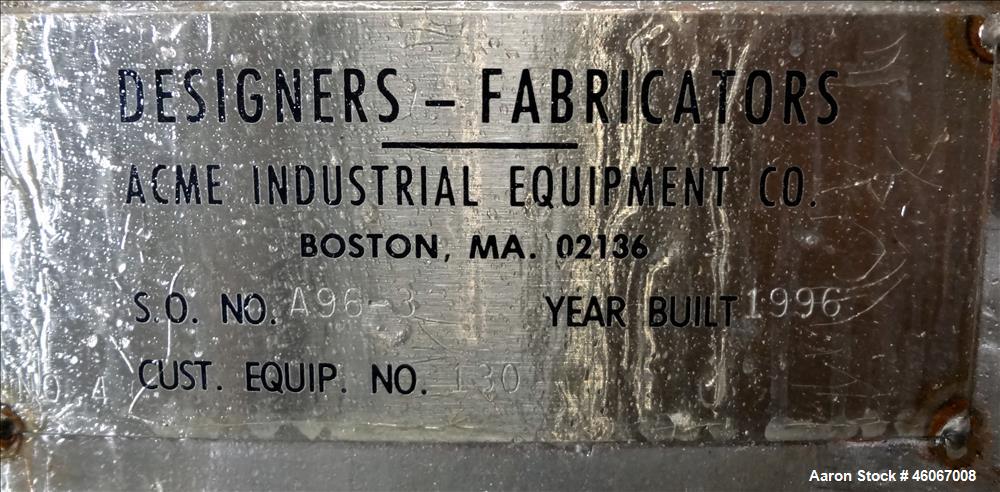 DESIGNERS – FABRICATORS
ACME INDUSTRIAL EQUIPMENT CO.
BOSTON, MA. 02136
S.O. NO. A96-3 YEAR BUILT 1996
CUST. EQUIP. NO. 130
NO A
Aaron Stock # 46067008